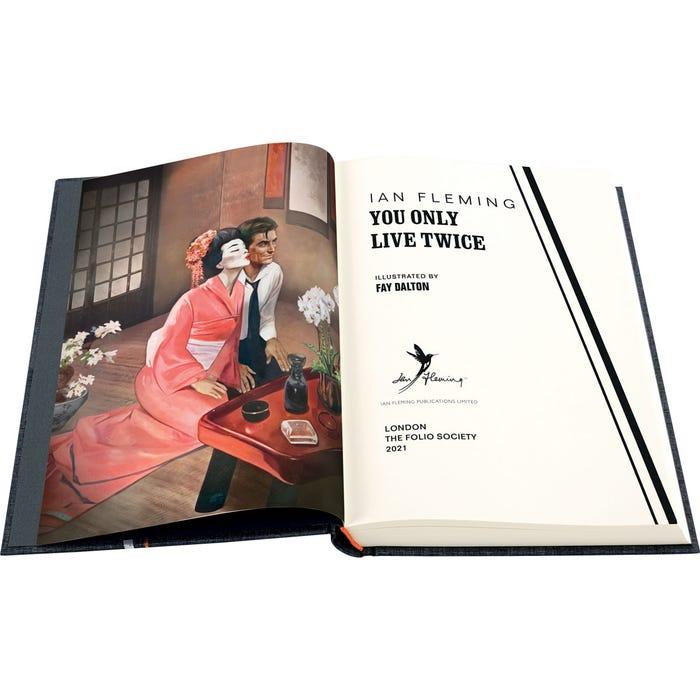 IAN FLEMING
YOU ONLY
LIVE TWICE
ILLUSTRATED BY
FAY DALTON
Ian Fleming
IAN FLEMING PUBLICATIONS LIMITED
LONDON
THE FOLIO SOCIETY
2021